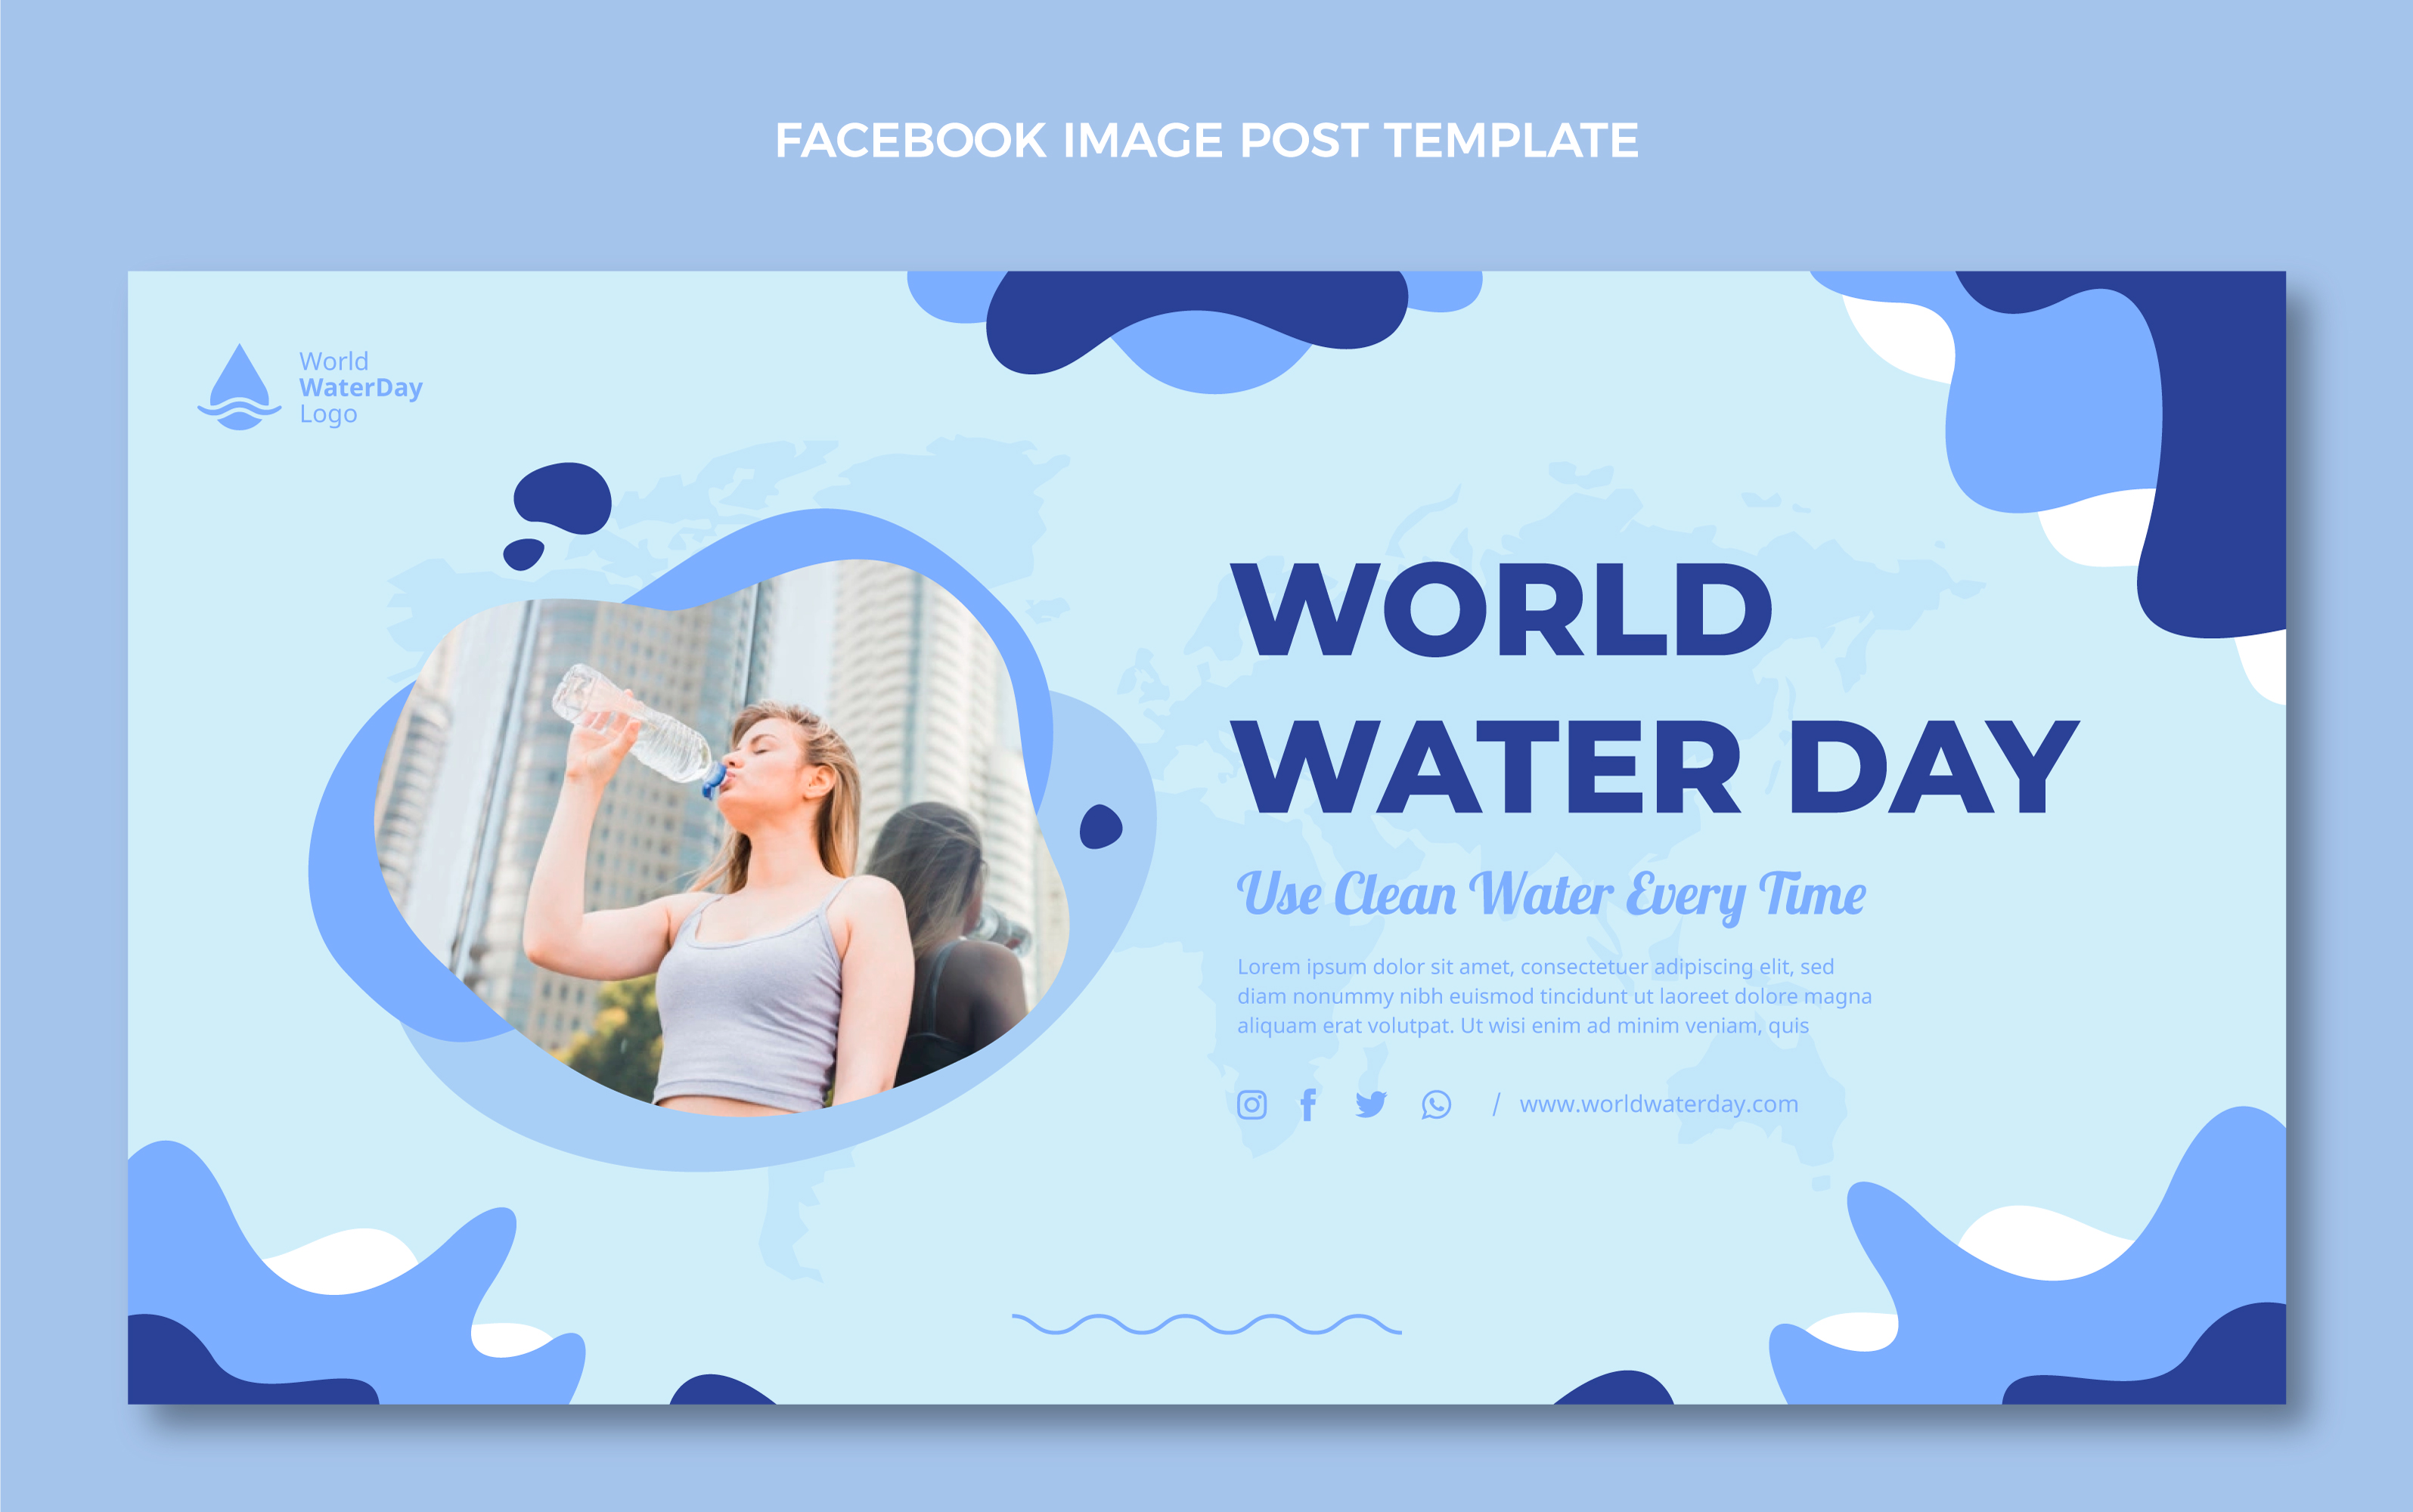 FACEBOOK IMAGE POST TEMPLATE
World
WaterDay
Logo
WORLD
WATER DAY
Use Clean Water Every Time
Lorem ipsum dolor sit amet, consectetuer adipiscing elit, sed
diam nonummy nibh euismod tincidunt ut laoreet dolore magna
aliquam erat volutpat. Ut wisi enim ad minim veniam, quis
/ www.worldwaterday.com